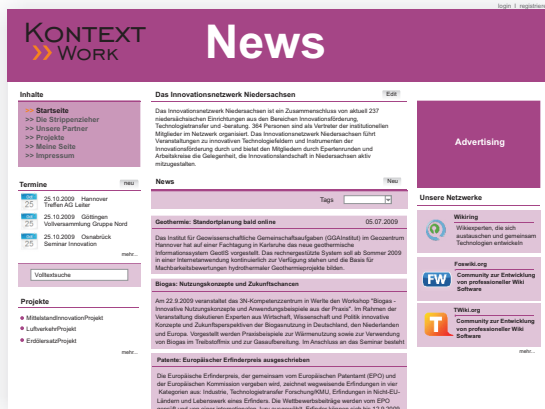 login I registrieren
KONTEXT
>> WORK
News
Inhalte
>> Startseite
>> Die Strippenzieher
>> Unsere Partner
>> Projekte
>> Meine Seite
>> Impressum
Termine
neu
25
25.10.2009 Hannover
Treffen AG Leiter
25
25.10.2009 Göttingen
Vollversammlung Gruppe Nord
25
25.10.2009 Osnabrück
Seminar Innovation
mehr...
Volltextsuche
Projekte
MittelstandInnovationProjekt
LuftverkehrProjekt
ErdölersatzProjekt
mehr...
Das Innovationsnetzwerk Niedersachsen
Edit
Das Innovationsnetzwerk Niedersachsen ist ein Zusammenschluss von aktuell 237
niedersächsischen Einrichtungen aus den Bereichen Innovationsförderung,
Technologietransfer und -beratung. 364 Personen sind als Vertreter der institutionellen
Mitglieder im Netzwerk organisiert. Das Innovationsnetzwerk Niedersachsen führt
Veranstaltungen zu innovativen Technologiefeldern und Instrumenten der
Innovationsförderung durch und bietet den Mitgliedern durch Expertenrunden und
Arbeitskreise die Gelegenheit, die Innovationslandschaft in Niedersachsen aktiv
mitzugestalten.
News
Neu
Tags
Geothermie: Standortplanung bald online 05.07.2009
Das Institut für Geowissenschaftliche Gemeinschaftsaufgaben (GGAInstitut) im Geozentrum
Hannover hat auf einer Fachtagung in Karlsruhe das neue geothermische
Informationssystem GeotIS vorgestellt. Das rechnergestützte System soll ab Sommer 2009
in einer Internetanwendung kontinuierlich zur Verfügung stehen und die Basis für
Machbarkeitsbewertungen hydrothermaler Geothermieprojekte bilden.
Biogas: Nutzungskonzepte und Zukunftschancen
Am 22.9.2009 veranstaltet das 3N-Kompetenzzentrum in Werlte den Workshop "Biogas -
Innovative Nutzungskonzepte und Anwendungsbeispiele aus der Praxis". Im Rahmen der
Veranstaltung diskutieren Experten aus Wirtschaft, Wissenschaft und Politik innovative
Konzepte und Zukunftsperspektiven der Biogasnutzung in Deutschland, den Niederlanden
und Europa. Vorgestellt werden Praxisbeispiele zur Wärmenutzung sowie zur Verwendung
von Biogas im Treibstoffmix und zur Gasaufbereitung. Im Anschluss an das Seminar besteht
Patente: Europäischer Erfinderpreis ausgeschrieben
Die Europäische Erfinderpreis, der gemeinsam vom Europäischen Patentamt (EPO) und
der Europäischen Kommission vergeben wird, zeichnet wegweisende Erfindungen in vier
Kategorien aus: Industrie, Technologietransfer Forschung/KMU, Erfindungen in Nicht-EU-
Ländern und Lebenswerk eines Erfinders. Die Wettbewerbsbeiträge werden vom EPO
Advertising
Unsere Netzwerke
Wikiring
Wikiexperten, die sich
austauschen und gemeinsam
Technologien entwickeln
FW
Foswiki.org
Community zur Entwicklung
von professioneller Wiki
Software
T
TWiki.org
Community zur Entwicklung
von professioneller Wiki
Software
mehr...